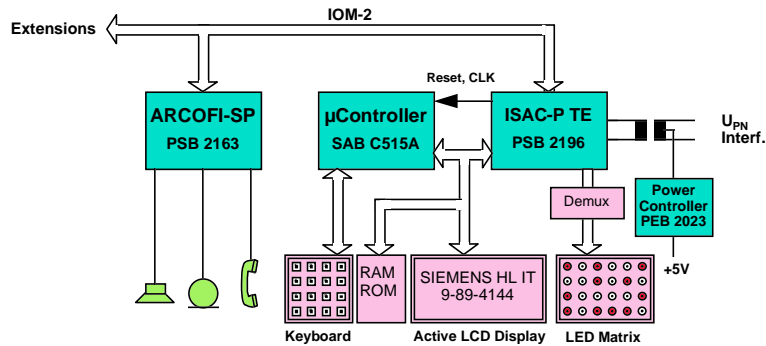 IOM-2
Extensions
Reset, CLK
ARCOFI-SP
PSB 2163
µController
SAB C515A
ISAC-P TE
PSB 2196
UPN
Interf.
Demux
Power
Controller
PEB 2023
+5V
RAM
ROM
SIEMENS HL IT
9-89-4144
Keyboard
Active LCD Display
LED Matrix